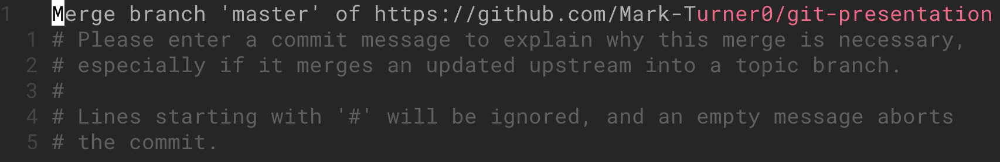 1 Merge branch 'master' of https://github.com/Mark-Turner0/git-presentation
1 # Please enter a commit message to explain why this merge is necessary,
2 # especially if it merges an updated upstream into a topic branch.
3 #
4 # Lines starting with '#' will be ignored, and an empty message aborts
5 # the commit.